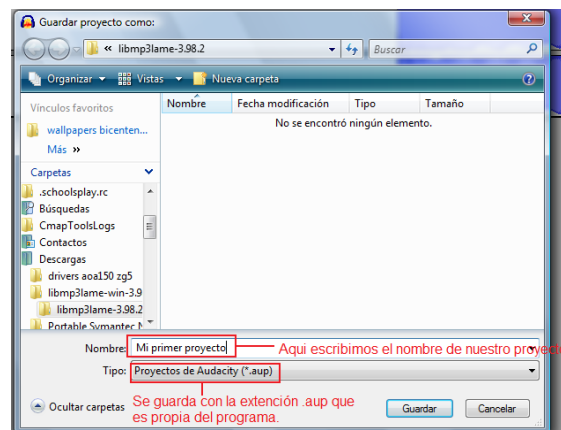 Guardar proyecto como:
« libmp3lame-3.98.2
Buscar
Organizar Vistas Nueva carpeta
Vínculos favoritos
wallpapers bicenten...
Más »
Nombre Fecha modificación Tipo Tamaño
No se encontró ningún elemento.
Carpetas
.schoolsplay.rc
Búsquedas
CmapToolsLogs
Contactos
Descargas
drivers aoa150 zg5
libmp3lame-win-3.9
libmp3lame-3.98.2
Portable Symantec
Nombre: Mi primer proyecto
Aqui escribimos el nombre de nuestro proyecto
Tipo: Proyectos de Audacity (*.aup)
Se guarda con la extención .aup que
es propia del programa.
Ocultar carpetas
Guardar Cancelar